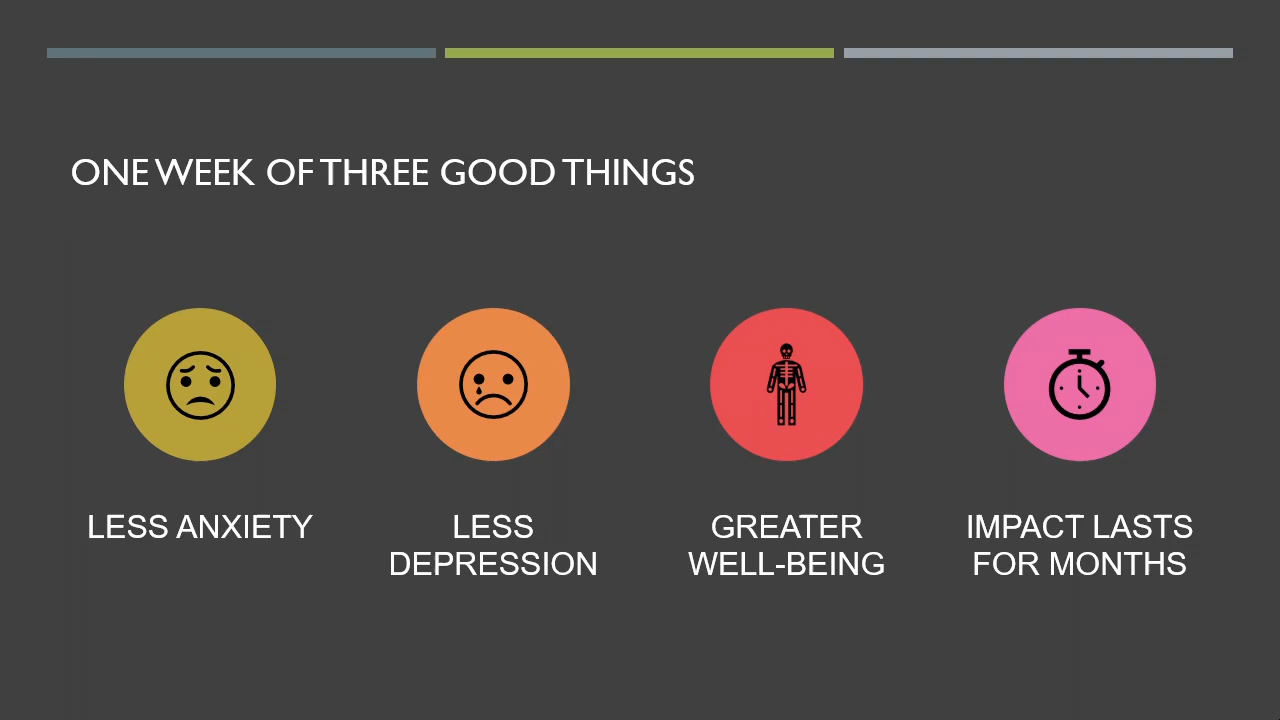 ONE WEEK OF THREE GOOD THINGS
LESS ANXIETY
LESS
DEPRESSION
GREATER
WELL-BEING
IMPACT LASTS
FOR MONTHS